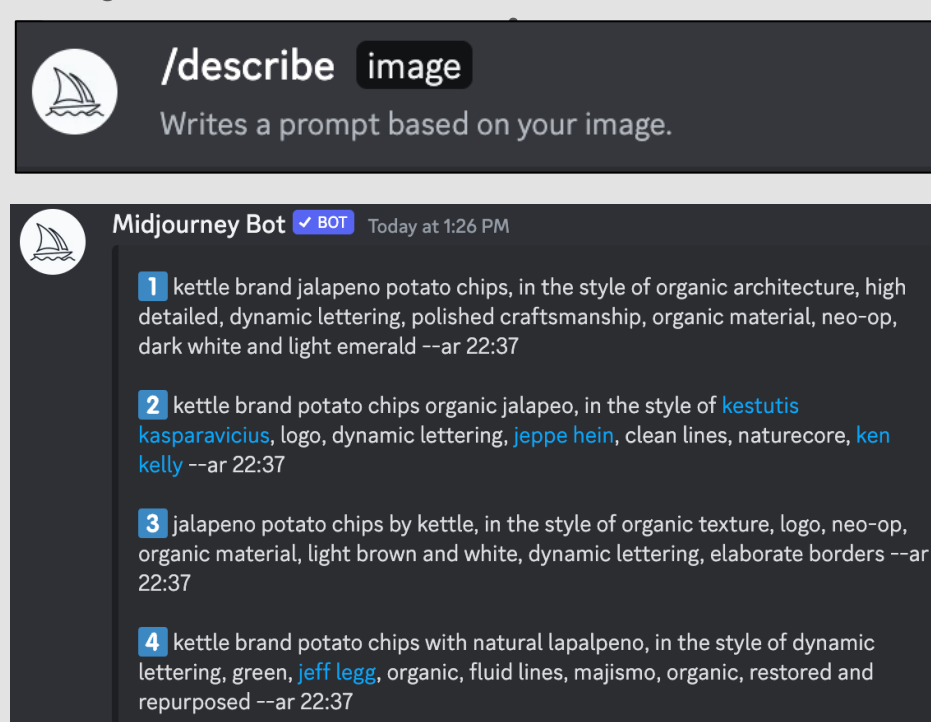 /describe image
Writes a prompt based on your image.
Midjourney Bot ✓ BOT Today at 1:26 PM
1 kettle brand jalapeno potato chips, in the style of organic architecture, high
detailed, dynamic lettering, polished craftsmanship, organic material, neo-op,
dark white and light emerald --ar 22:37
2 kettle brand potato chips organic jalapeo, in the style of kestutis
kasparavicius, logo, dynamic lettering, jeppe hein, clean lines, naturecore, ken
kelly --ar 22:37
3 jalapeno potato chips by kettle, in the style of organic texture, logo, neo-op,
organic material, light brown and white, dynamic lettering, elaborate borders --ar
22:37
4 kettle brand potato chips with natural lapalpeno, in the style of dynamic
lettering, green, jeff legg, organic, fluid lines, majismo, organic, restored and
repurposed --ar 22:37